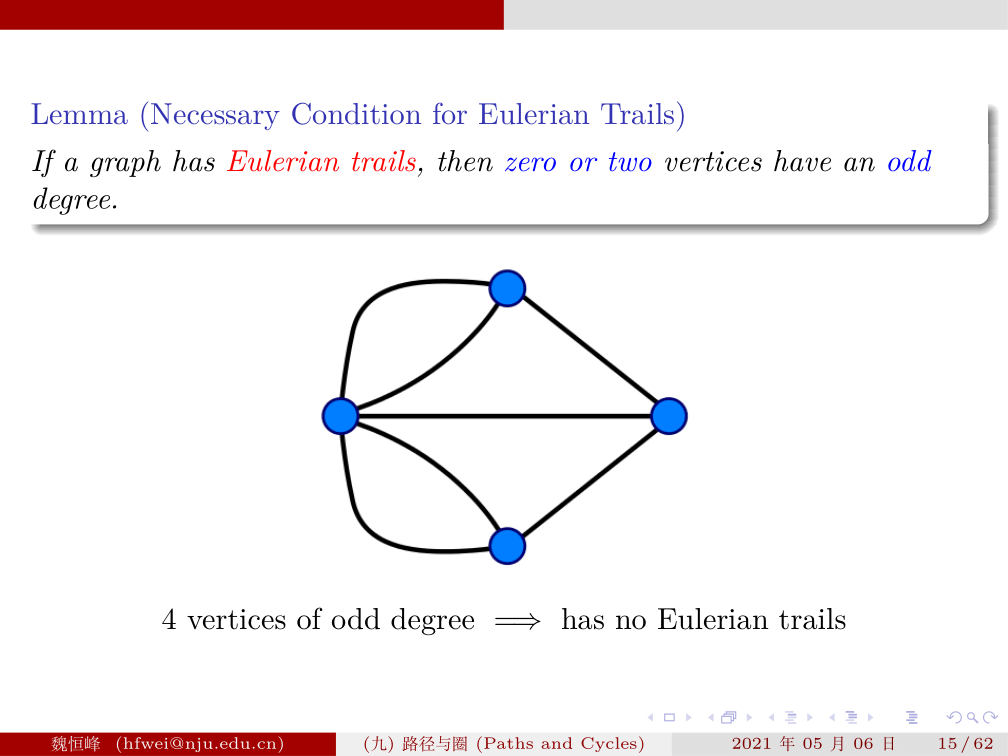 Lemma (Necessary Condition for Eulerian Trails)
If a graph has Eulerian trails, then zero or two vertices have an odd
degree.
4 vertices of odd degree ⟹ has no Eulerian trails
魏恒峰 (hfwei@nju.edu.cn) (九) 路径与圈 (Paths and Cycles) 2021 年 05 月 06 日 15 / 62